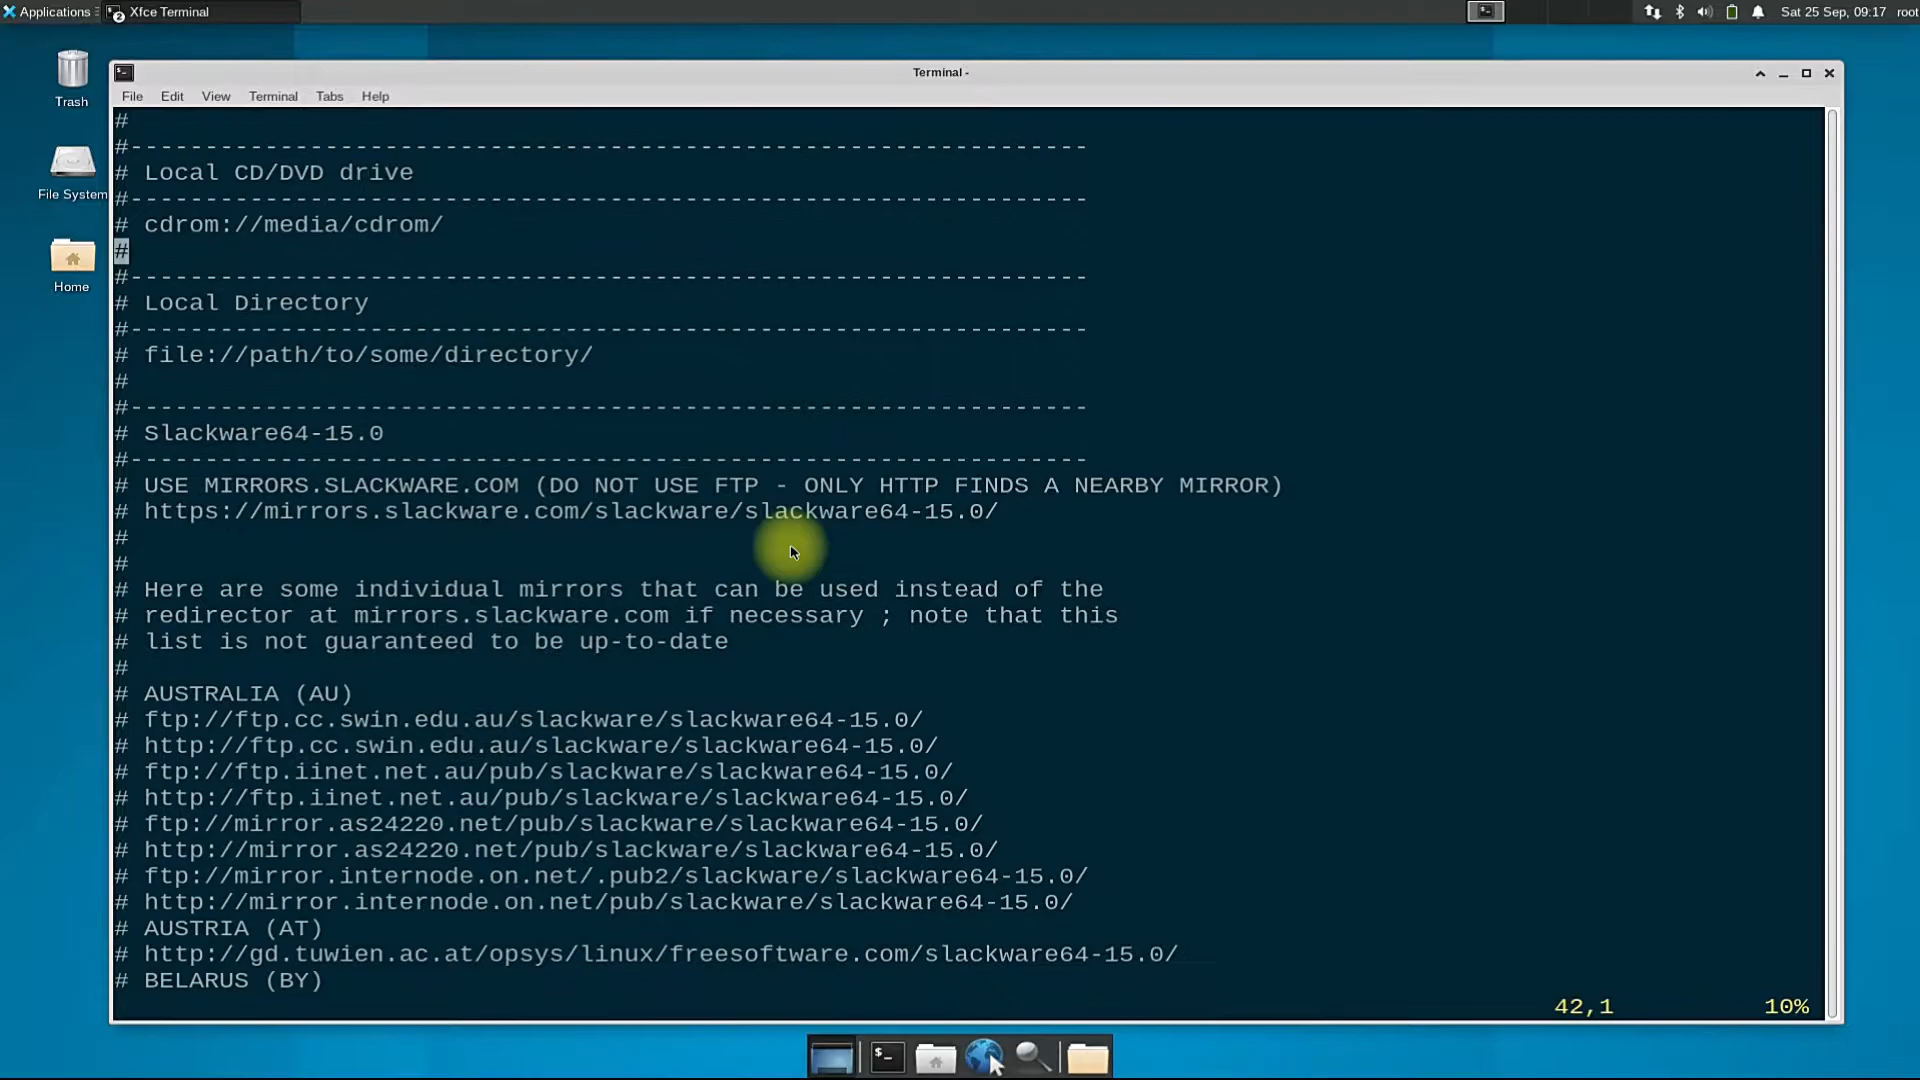 Applications
Xfce Terminal
2
Sat 25 Sep, 09:17
root
Trash
File System
Home
Terminal -
File Edit View Terminal Tabs Help
#
#----------------------------------------------------------------
# Local CD/DVD drive
#----------------------------------------------------------------
# cdrom://media/cdrom/
#
#----------------------------------------------------------------
# Local Directory
#----------------------------------------------------------------
# file://path/to/some/directory/
#
#----------------------------------------------------------------
# Slackware64-15.0
#----------------------------------------------------------------
# USE MIRRORS.SLACKWARE.COM (DO NOT USE FTP - ONLY HTTP FINDS A NEARBY MIRROR)
# https://mirrors.slackware.com/slackware/slackware64-15.0/
#
#
# Here are some individual mirrors that can be used instead of the
# redirector at mirrors.slackware.com if necessary ; note that this
# list is not guaranteed to be up-to-date
#
# AUSTRALIA (AU)
# ftp://ftp.cc.swin.edu.au/slackware/slackware64-15.0/
# http://ftp.cc.swin.edu.au/slackware/slackware64-15.0/
# ftp://ftp.iinet.net.au/pub/slackware/slackware64-15.0/
# http://ftp.iinet.net.au/pub/slackware/slackware64-15.0/
# ftp://mirror.as24220.net/pub/slackware/slackware64-15.0/
# http://mirror.as24220.net/pub/slackware/slackware64-15.0/
# ftp://mirror.internode.on.net/.pub2/slackware/slackware64-15.0/
# http://mirror.internode.on.net/pub/slackware/slackware64-15.0/
# AUSTRIA (AT)
# http://gd.tuwien.ac.at/opsys/linux/freesoftware.com/slackware64-15.0/
# BELARUS (BY)
42,1 10%